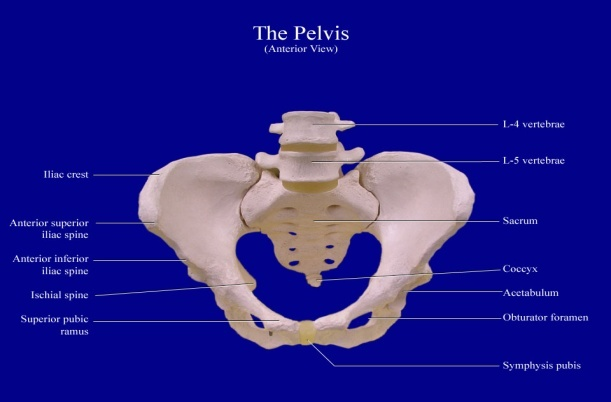 The Pelvis
(Anterior View)
Iliac crest
Anterior superior
iliac spine
Anterior inferior
iliac spine
Ischial spine
Superior pubic
ramus
L-4 vertebrae
L-5 vertebrae
Sacrum
Coccyx
Acetabulum
Obturator foramen
Symphysis pubis